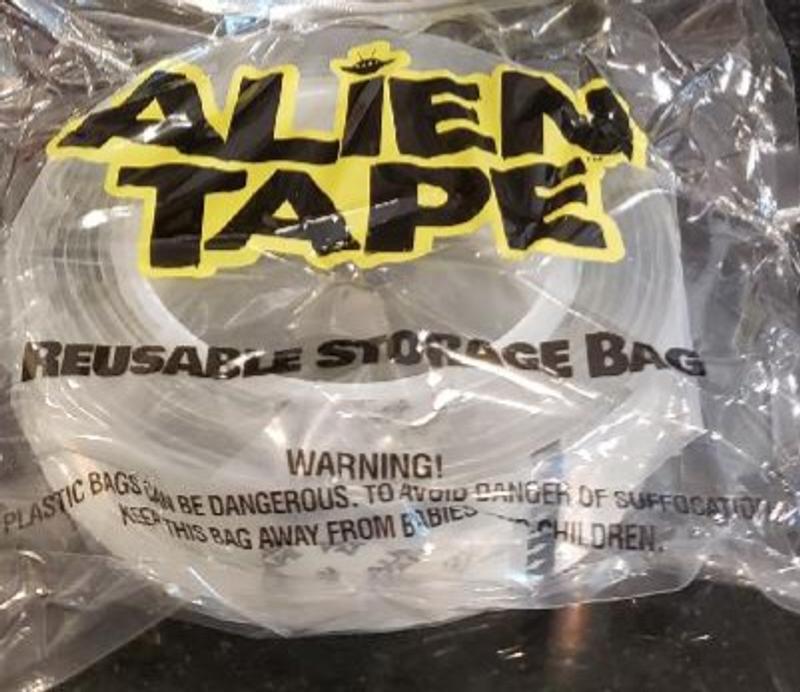 ALIEN
TAPE™
REUSABLE STORAGE BAG
WARNING!
PLASTIC BAGS CAN BE DANGEROUS. TO AVOID DANGER OF SUFFOCATION
KEEP THIS BAG AWAY FROM BABIES AND CHILDREN.